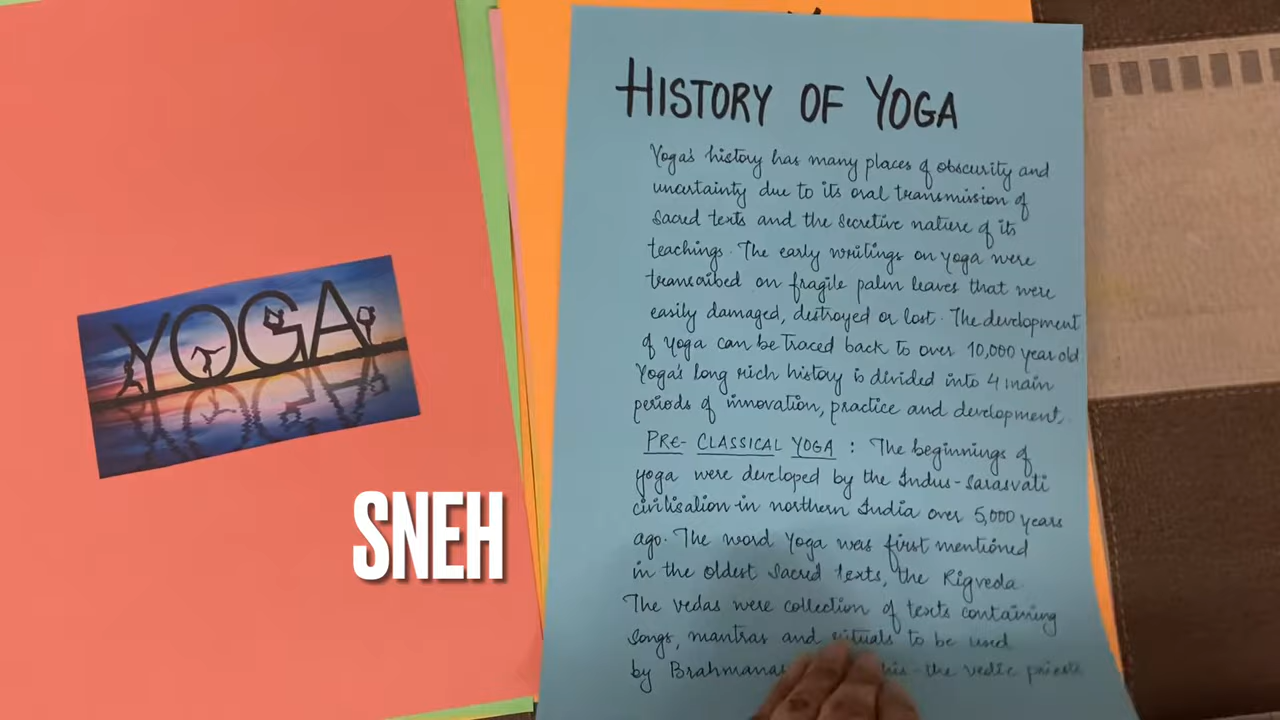 YOGA
SNEH
HISTORY OF YOGA
Yoga's history has many places of obscurity and
uncertainty due to its oral transmission of
sacred texts and the secretive nature of its
teachings. The early writings on yoga were
transcribed on fragile palm leaves that were
easily damaged, destroyed or lost. The development
of yoga can be traced back to over 10,000 year old
Yoga's long rich history is divided into 4 main
periods of innovation, practice and development.
PRE- CLASSICAL YOGA : The beginnings of
yoga were developed by the Indus-Sarasvati
civilisation in northern India over 5,000 years
ago. The word Yoga was first mentioned
in the oldest sacred texts, the Rigveda.
The vedas were collection of texts containing
songs, mantras and rituals to be used
by Brahmanas the vedic priests